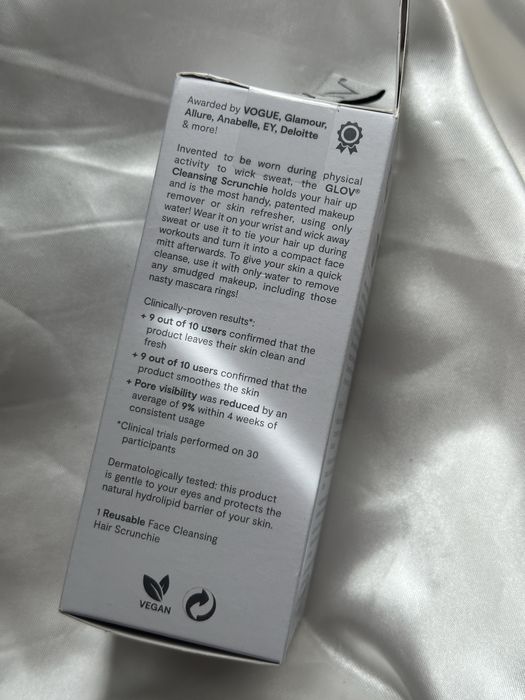 Awarded by VOGUE, Glamour,
Allure, Anabelle, EY, Deloitte
& more!
Invented to be worn during physical
activity to wick sweat, the GLOV®
Cleansing Scrunchie holds your hair up
and is the most handy, patented makeup
remover or skin refresher, using only
water! Wear it on your wrist and wick away
sweat or use it to tie your hair up during
workouts and turn it into a compact face
mitt afterwards. To give your skin a quick
cleanse, use it with only water to remove
any smudged makeup, including those
nasty mascara rings!
Clinically-proven results*:
+ 9 out of 10 users confirmed that the
product leaves their skin clean and
fresh
+ 9 out of 10 users confirmed that the
product smoothes the skin
+ Pore visibility was reduced by an
average of 9% within 4 weeks of
consistent usage
*Clinical trials performed on 30
participants
Dermatologically tested: this product
is gentle to your eyes and protects the
natural hydrolipid barrier of your skin.
1 Reusable Face Cleansing
Hair Scrunchie
VEGAN